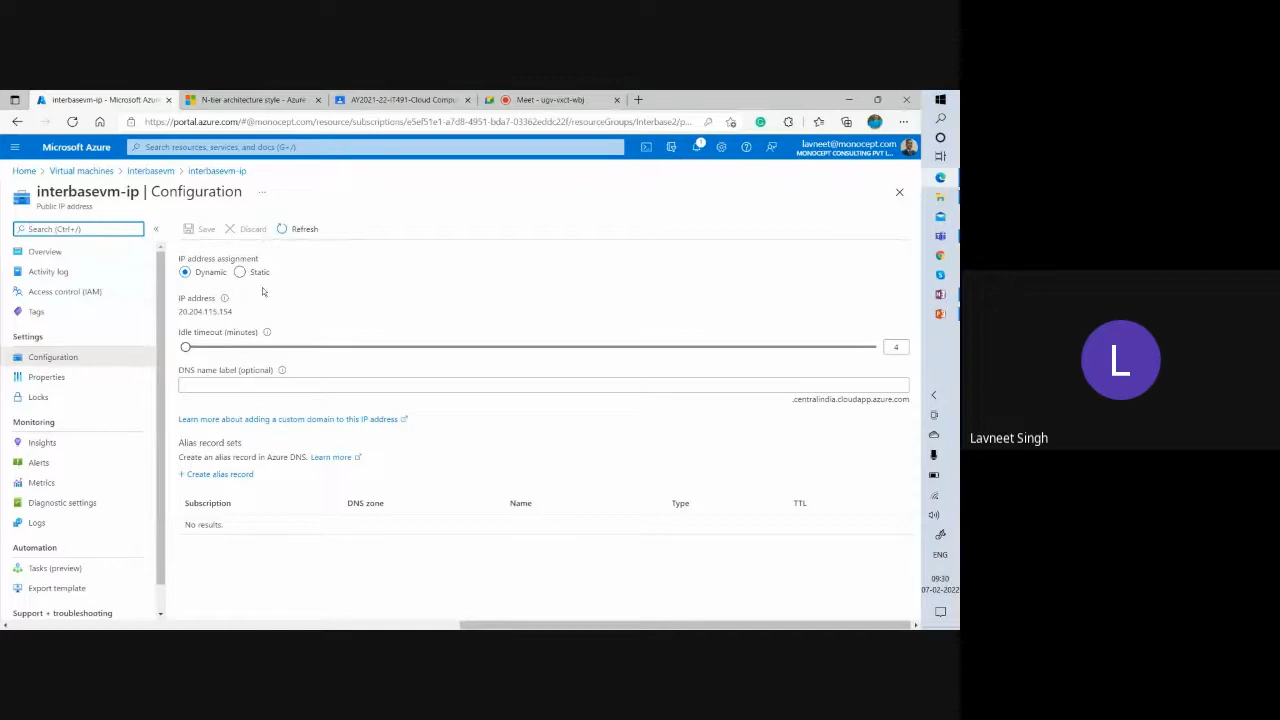 interbasevm-ip - Microsoft Azu
N-tier architecture style - Azure
AY2021-22-IT491-Cloud Compu
Meet - ugv-vxct-wbj
https://portal.azure.com/#@monocept.com/resource/subscriptions/e5ef51e1-a7d8-4951-bda7-03362eddc22f/resourceGroups/Interbase2/p...
Microsoft Azure
Search resources, services, and docs (G+/)
1
lavneet@monocept.com
MONOCEPT CONSULTING PVT L...
Home > Virtual machines > interbasevm > interbasevm-ip
interbasevm-ip | Configuration ...
Public IP address
Search (Ctrl+/)
«
Save
Discard
Refresh
Overview
Activity log
Access control (IAM)
Tags
Settings
Configuration
Properties
Locks
Monitoring
Insights
Alerts
Metrics
Diagnostic settings
Logs
Automation
Tasks (preview)
Export template
Support + troubleshooting
IP address assignment
Dynamic
Static
IP address
20.204.115.154
Idle timeout (minutes)
4
DNS name label (optional)
.centralindia.cloudapp.azure.com
Learn more about adding a custom domain to this IP address
Alias record sets
Create an alias record in Azure DNS. Learn more
+ Create alias record
Subscription
DNS zone
Name
Type
TTL
No results.
ENG
09:30
07-02-2022
L
Lavneet Singh